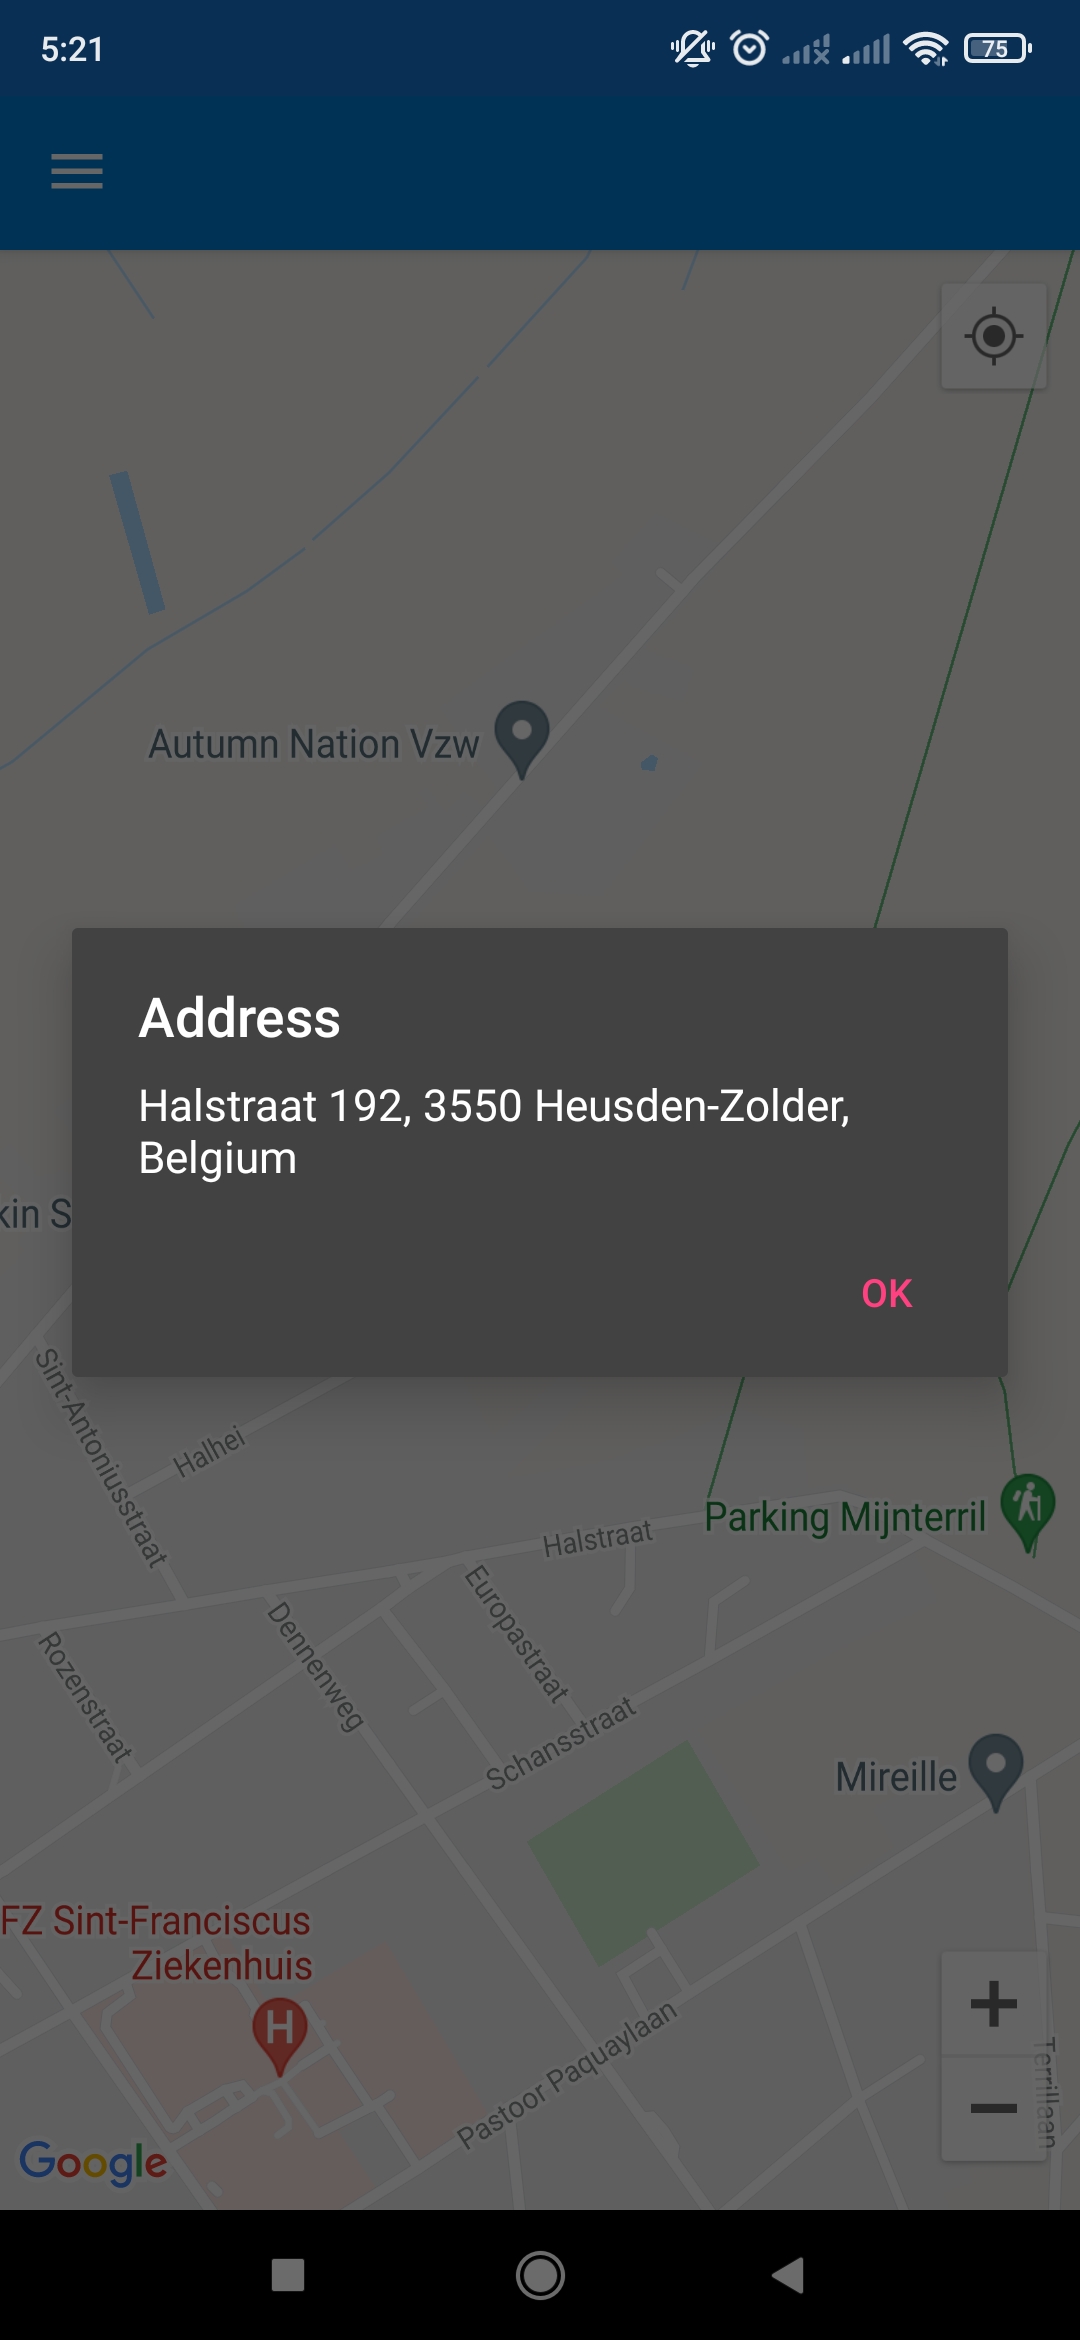 5:21
75
Autumn Nation Vzw
Address
Halstraat 192, 3550 Heusden-Zolder,
Belgium
kin S
OK
Sint-Antoniusstraat
Halhei
Halstraat
Parking Mijnterril
Europastraat
Dennenweg
Rozenstraat
Schansstraat
Mireille
FZ Sint-Franciscus
Ziekenhuis
H
Pastoor Paquaylaan
Terrillaan
Google